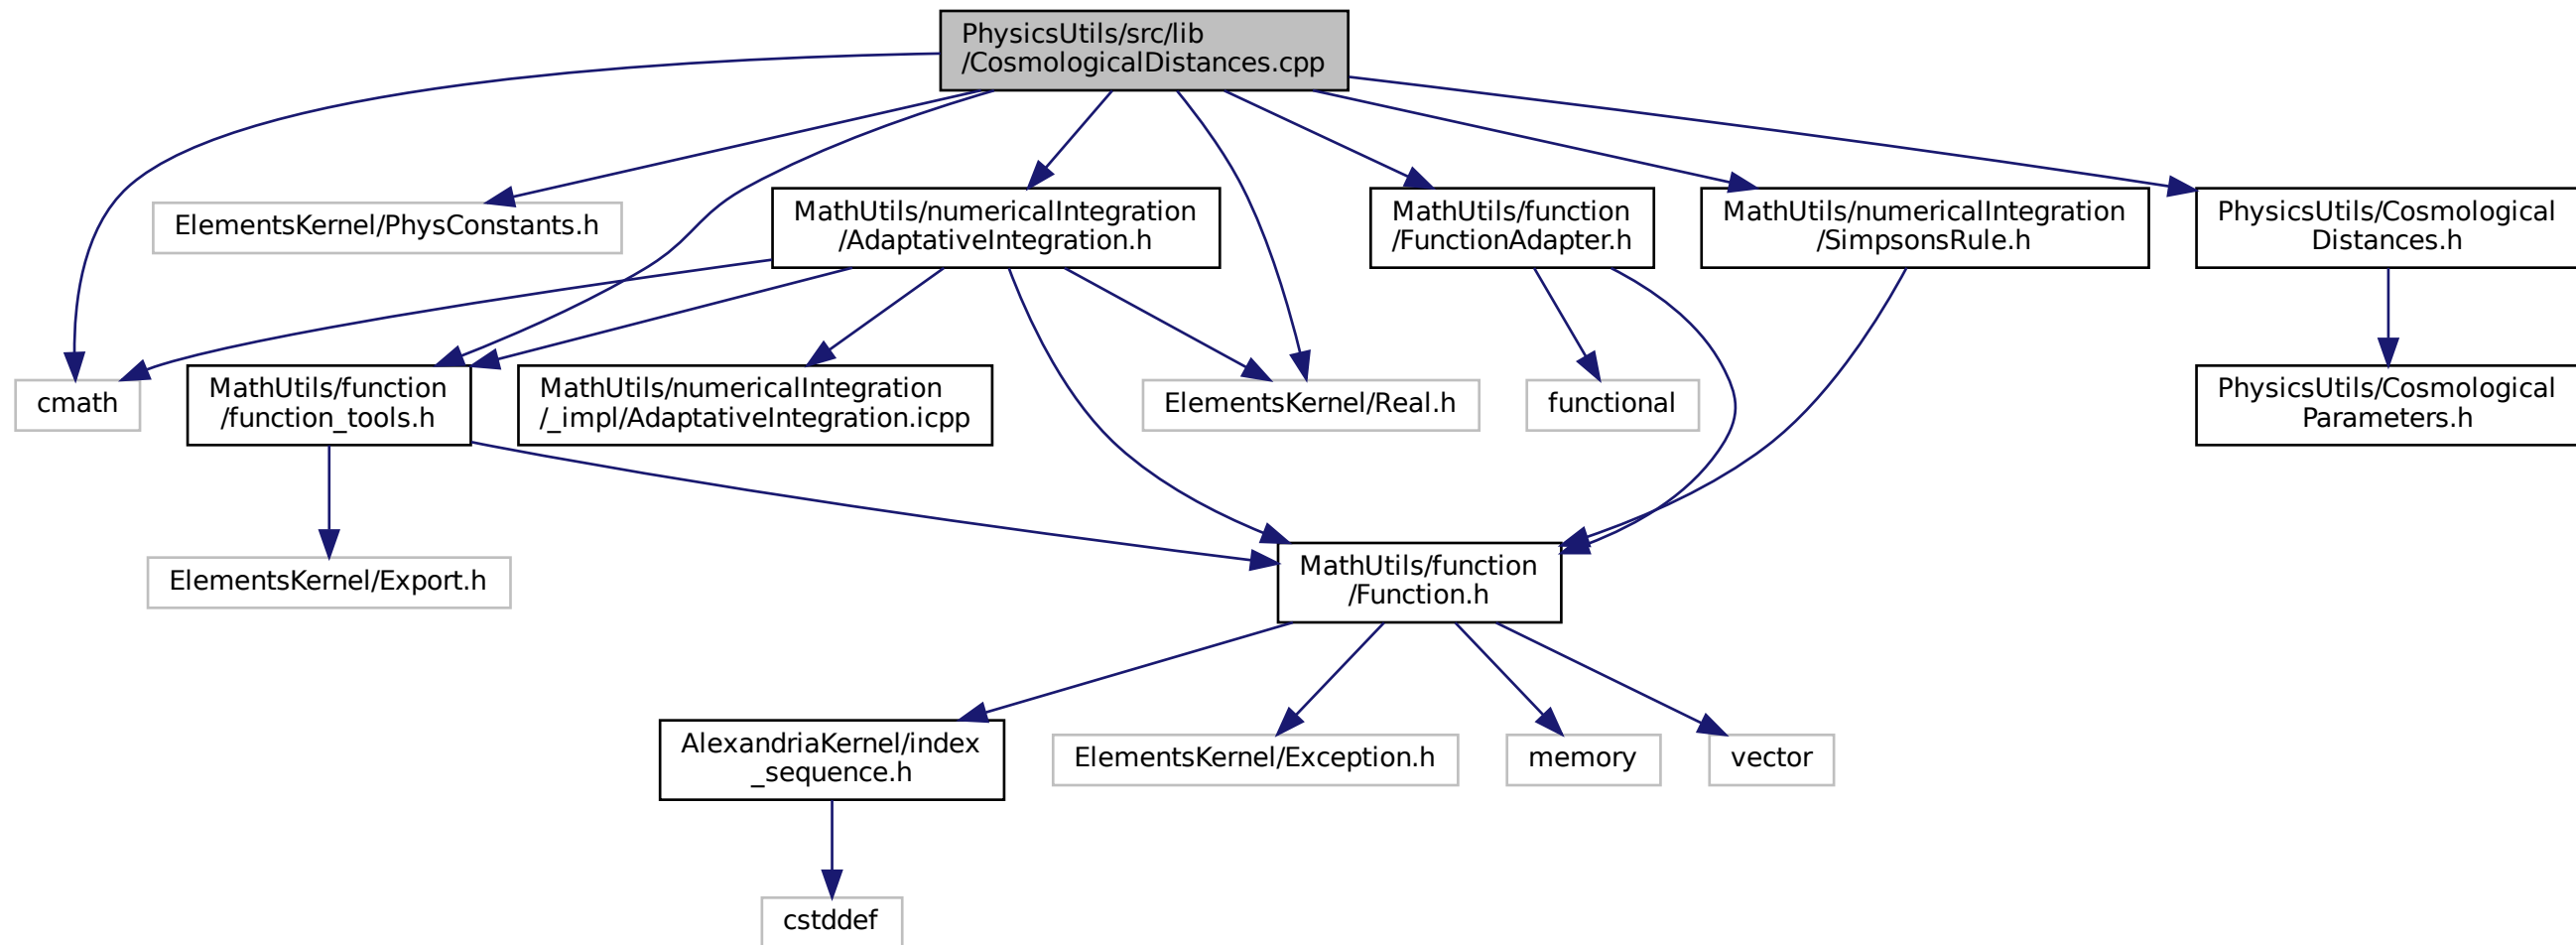 PhysicsUtils/src/lib
/CosmologicalDistances.cpp
ElementsKernel/PhysConstants.h
MathUtils/numericalIntegration
/AdaptativeIntegration.h
MathUtils/function
/FunctionAdapter.h
MathUtils/numericalIntegration
/SimpsonsRule.h
PhysicsUtils/Cosmological
Distances.h
cmath
MathUtils/function
/function_tools.h
MathUtils/numericalIntegration
/_impl/AdaptativeIntegration.icpp
ElementsKernel/Real.h
functional
PhysicsUtils/Cosmological
Parameters.h
ElementsKernel/Export.h
MathUtils/function
/Function.h
AlexandriaKernel/index
_sequence.h
ElementsKernel/Exception.h
memory
vector
cstddef